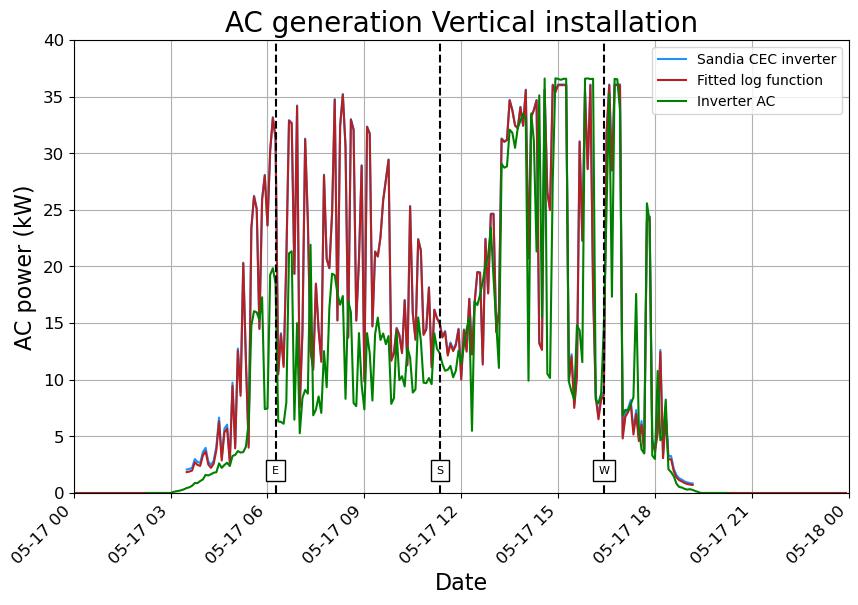 AC generation Vertical installation
40
35
30
25
20
15
10
5
0
AC power (kW)
Sandia CEC inverter
Fitted log function
Inverter AC
E
S
W
05-17 00
05-17 03
05-17 06
05-17 09
05-17 12
05-17 15
05-17 18
05-17 21
05-18 00
Date